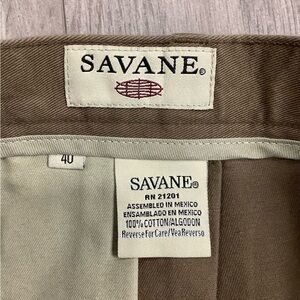 SAVANE®
40
SAVANE®
RN 21201
ASSEMBLED IN MEXICO
ENSAMBLADO EN MEXICO
100% COTTON/ALGODON
Reverse for Care/Vea Reverso